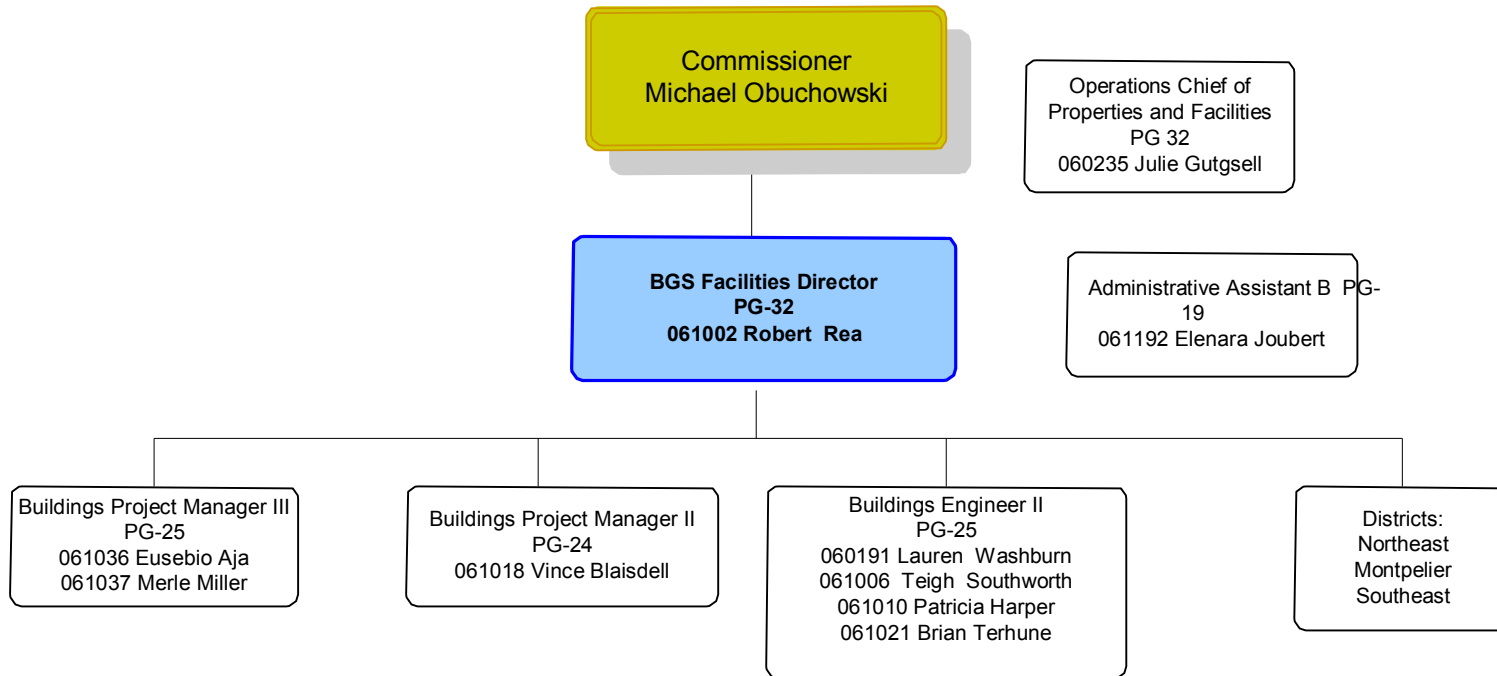 Commissioner
Michael Obuchowski
Operations Chief of
Properties and Facilities
PG 32
060235 Julie Gutgsell
BGS Facilities Director
PG-32
061002 Robert  Rea
Administrative Assistant B  PG-
19
061192 Elenara Joubert
Buildings Project Manager III
PG-25
061036 Eusebio Aja
061037 Merle Miller
Buildings Project Manager II
PG-24
061018 Vince Blaisdell
Buildings Engineer II
PG-25
060191 Lauren  Washburn
061006  Teigh  Southworth
061010 Patricia Harper
061021 Brian Terhune
Districts:
Northeast
Montpelier
Southeast